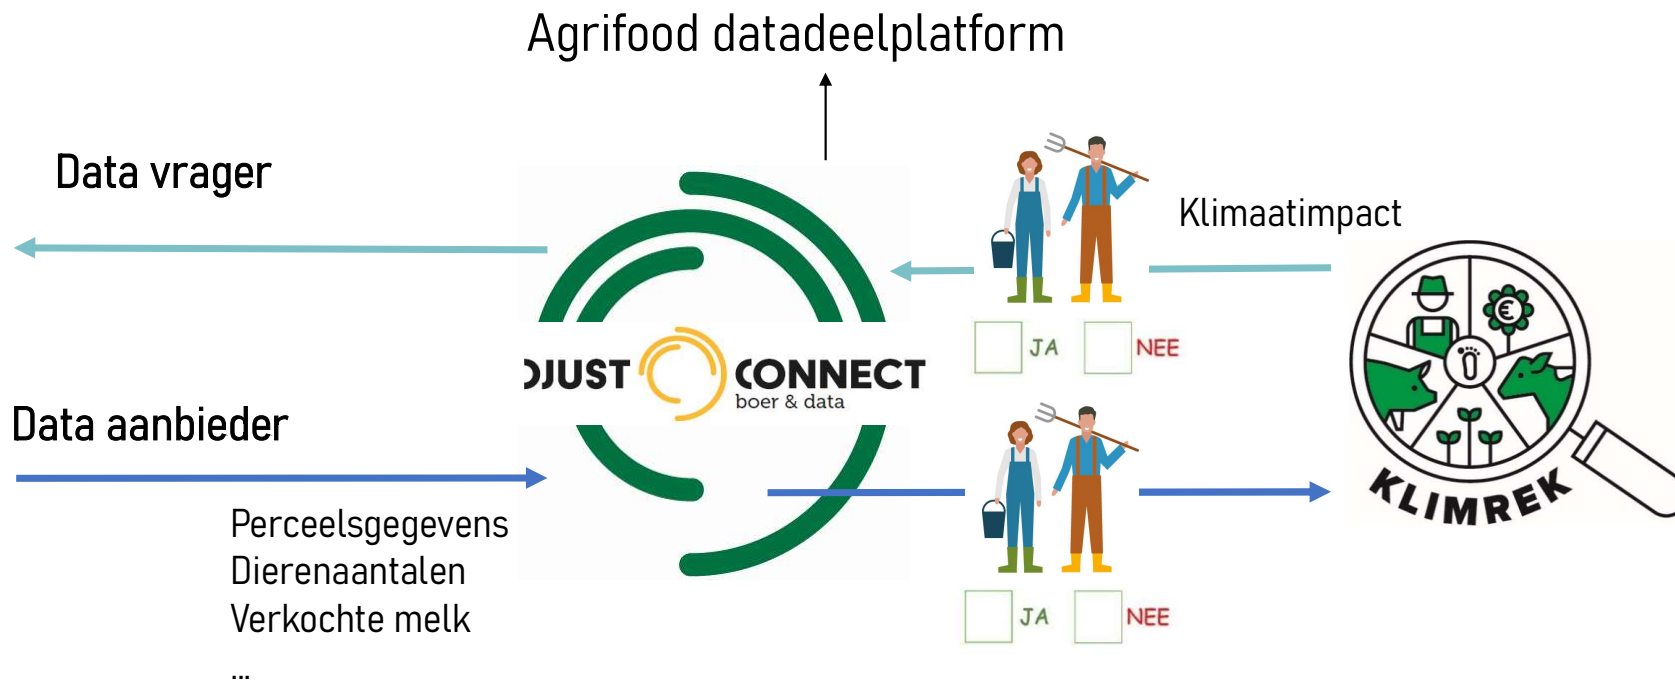 Agrifood datadeelplatform
Data vrager
Klimaatimpact
JA NEE
DJUST CONNECT
boer & data
Data aanbieder
Perceelsgegevens
Dierenaantalen
Verkochte melk
...
JA NEE
€
KLIMREK